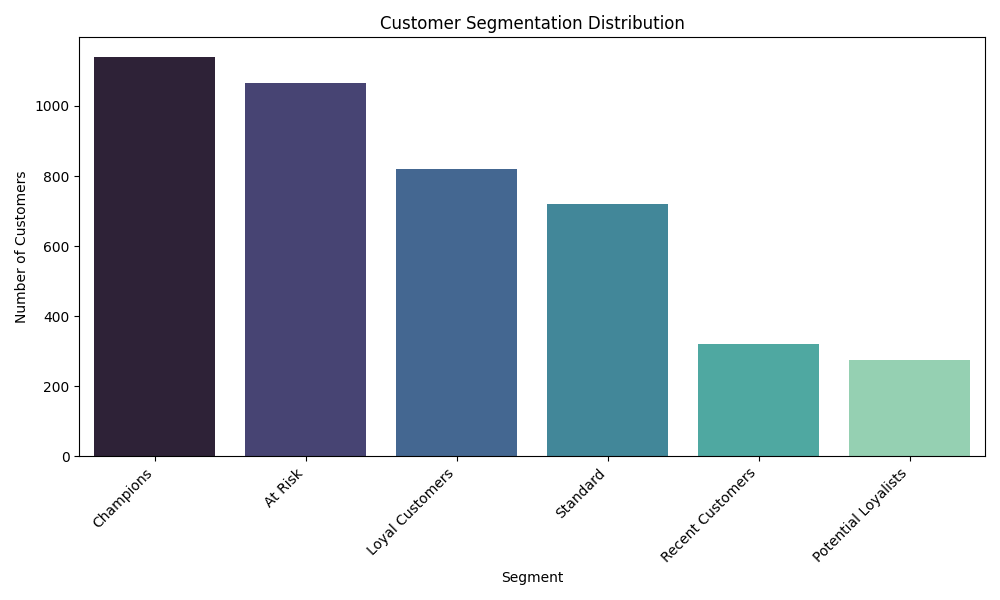 Customer Segmentation Distribution
Number of Customers
1000
800
600
400
200
0
Champions
At Risk
Loyal Customers
Standard
Recent Customers
Potential Loyalists
Segment